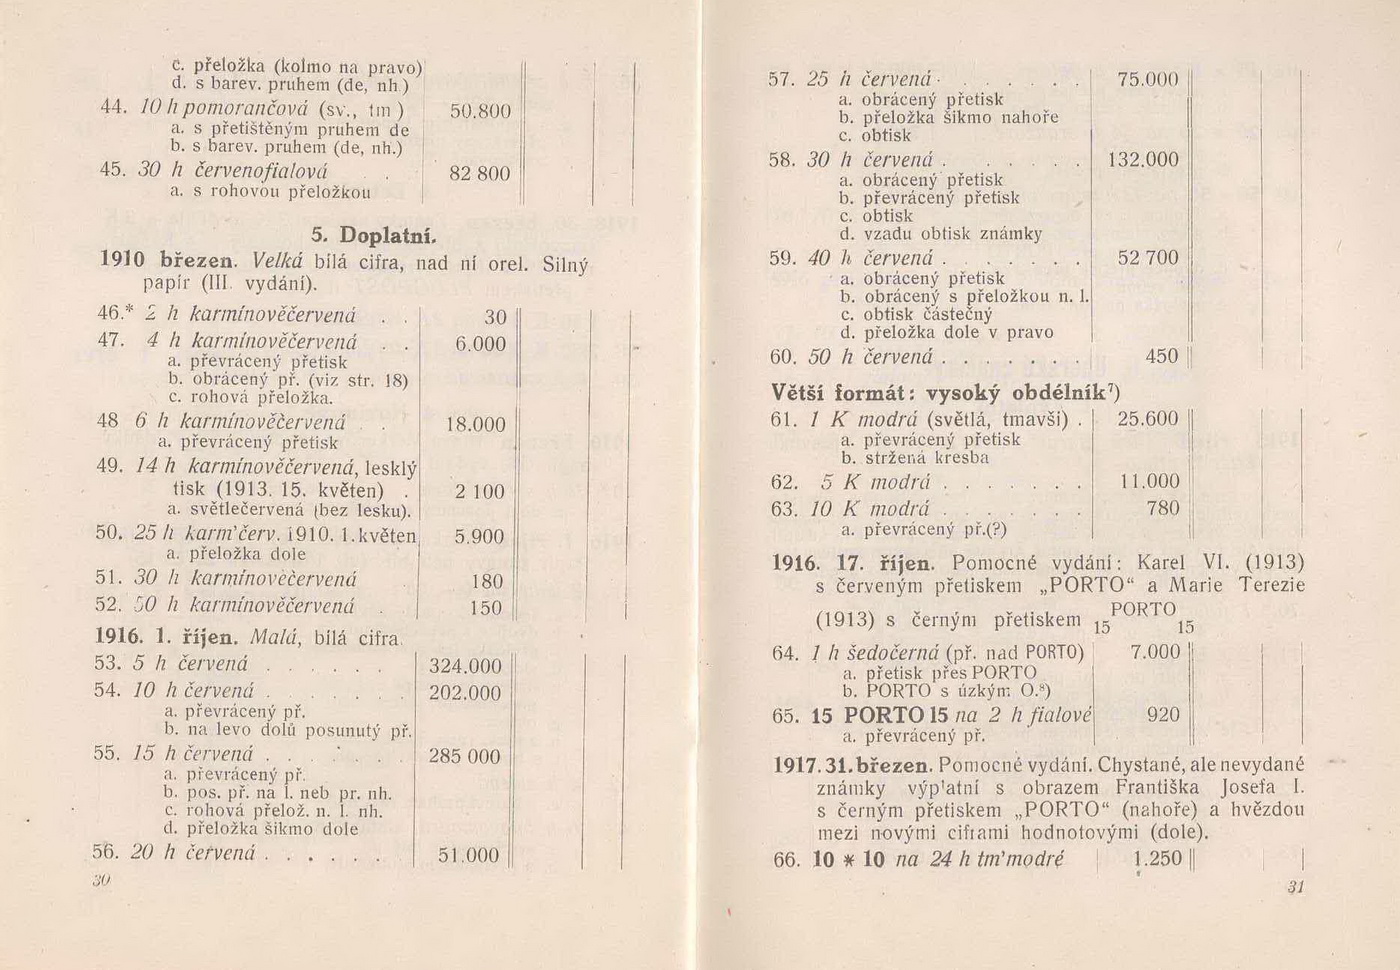 c. přeložka (kolmo na pravo)
d. s barev. pruhem (de, nh)
44. 10 h pomorančová (sv., tm) 50.800
a. s přetištěným pruhem de
b. s barev. pruhem (de, nh.)
45. 30 h červenofialová . . 82 800
a. s rohovou přeložkou
5. Doplatní.
1910 březen. Velká bílá cifra, nad ní orel. Silný
papír (III. vydání).
46.* 2 h karmínověčervená . . 30
47. 4 h karmínověčervená . . 6.000
a. převrácený přetisk
b. obrácený př. (viz str. 18)
c. rohová přeložka.
48 6 h karmínověčervená . . 18.000
a. převrácený přetisk
49. 14 h karmínověčervená, lesklý
tisk (1913. 15. květen) . 2 100
a. světlečervená (bez lesku).
50. 25 h karm'červ. 1910. 1. květen 5.900
a. přeložka dole
51. 30 h karmínověčervená 180
52. 50 h karmínověčervená . 150
1916. 1. říjen. Malá, bílá cifra.
53. 5 h červená . . . . . . 324.000
54. 10 h červená . . . . . . 202.000
a. převrácený př.
b. na levo dolů posunutý př.
55. 15 h červená . . . . . . 285 000
a. převrácený př.
b. pos. př. na l. neb pr. nh.
c. rohová přelož. n. l. nh.
d. přeložka šikmo dole
56. 20 h červená . . . . . . 51.000
30
57. 25 h červená . . . . . . 75.000
a. obrácený přetisk
b. přeložka šikmo nahoře
c. obtisk
58. 30 h červená . . . . . . 132.000
a. obrácený přetisk
b. převrácený přetisk
c. obtisk
d. vzadu obtisk známky
59. 40 h červená . . . . . . . 52 700
a. obrácený přetisk
b. obrácený s přeložkou n. l.
c. obtisk částečný
d. přeložka dole v pravo
60. 50 h červená . . . . . . . 450
Větší formát: vysoký obdélník⁷)
61. 1 K modrá (světlá, tmavší) . 25.600
a. převrácený přetisk
b. stržená kresba
62. 5 K modrá . . . . . . . 11.000
63. 10 K modrá . . . . . . . 780
a. převrácený př.(?)
1916. 17. říjen. Pomocné vydání: Karel VI. (1913)
s červeným přetiskem „PORTO“ a Marie Terezie
(1913) s černým přetiskem 15 PORTO 15
64. 1 h šedočerná (př. nad PORTO) 7.000
a. přetisk přes PORTO
b. PORTO s úzkým O.⁸)
65. 15 PORTO 15 na 2 h fialové 920
a. převrácený př.
1917. 31. březen. Pomocné vydání. Chystané, ale nevydané
známky výp'atní s obrazem Františka Josefa I.
s černým přetiskem „PORTO“ (nahoře) a hvězdou
mezi novými ciframi hodnotovými (dole).
66. 10 * 10 na 24 h tm'modré 1.250
31